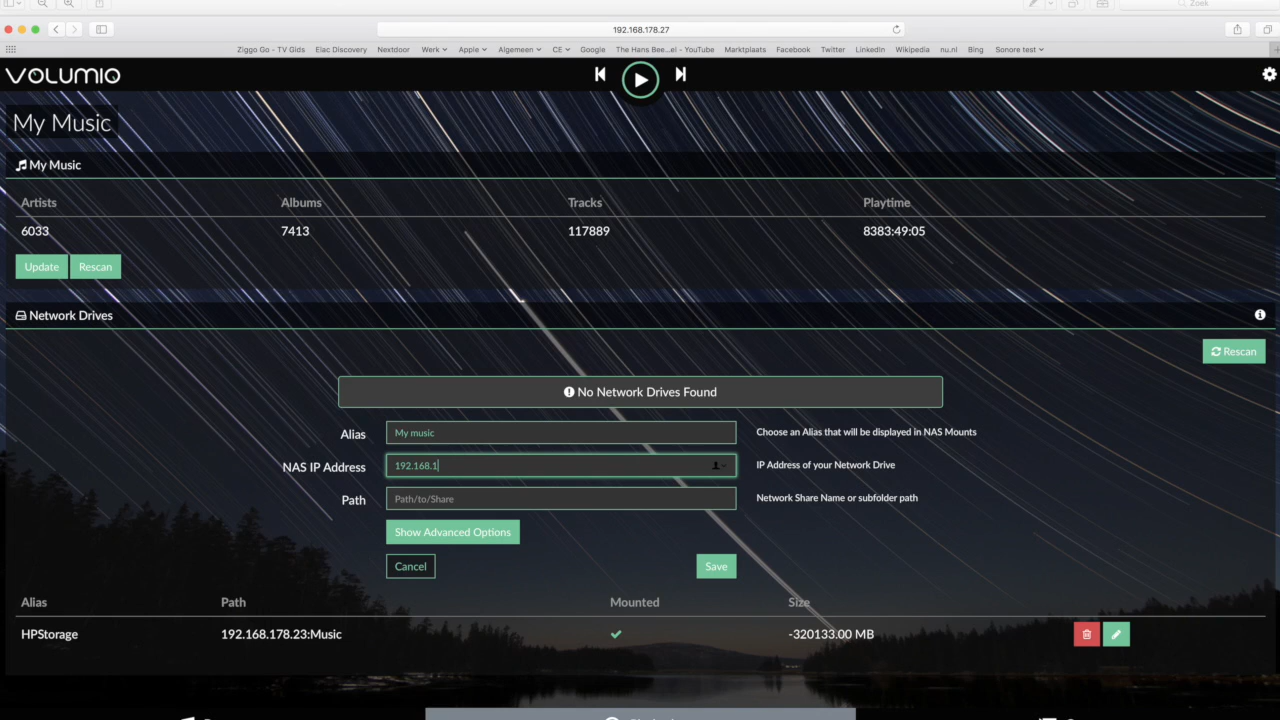 Zoek
192.168.178.27
Ziggo Go - TV Gids Elac Discovery Nextdoor Werk Apple Algemeen CE Google The Hans Bee...el - YouTube Marktplaats Facebook Twitter LinkedIn Wikipedia nu.nl Bing Sonore test
VOLUMIO
My Music
My Music
Artists Albums Tracks Playtime
6033 7413 117889 8383:49:05
Update Rescan
Network Drives
Rescan
No Network Drives Found
Alias My music Choose an Alias that will be displayed in NAS Mounts
NAS IP Address 192.168.1 IP Address of your Network Drive
Path Path/to/Share Network Share Name or subfolder path
Show Advanced Options
Cancel Save
Alias Path Mounted Size
HPStorage 192.168.178.23:Music -320133.00 MB